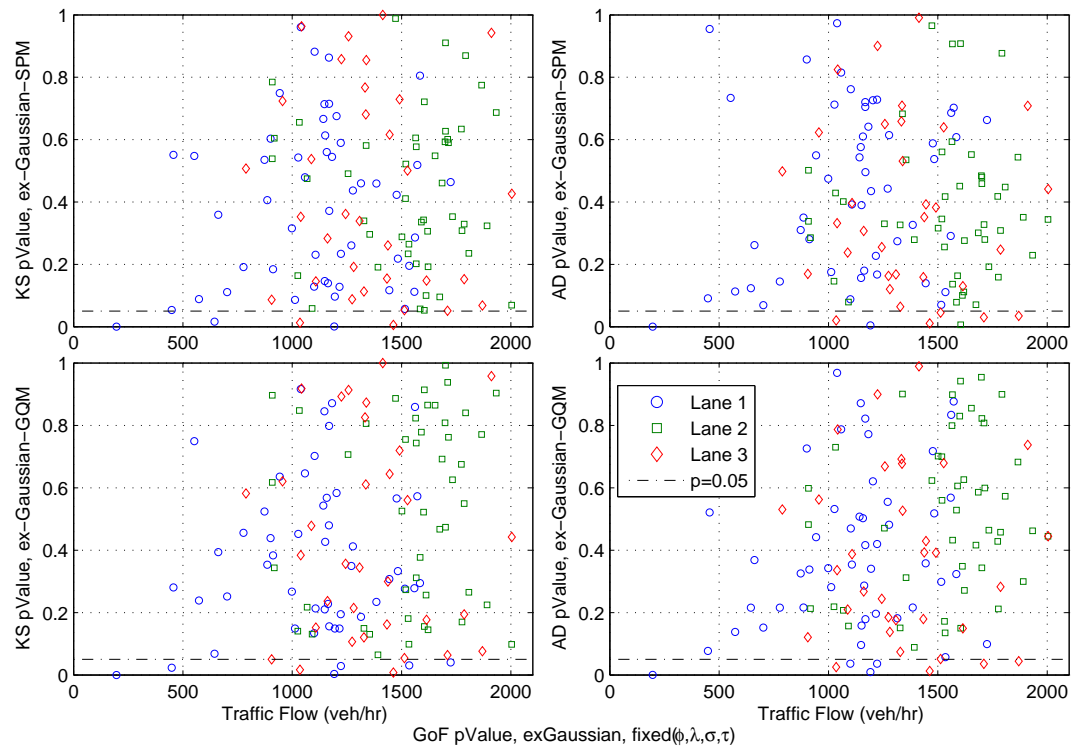 KS pValue, ex−Gaussian−SPM
1
0.8
0.6
0.4
0.2
0
0 500 1000 1500 2000
AD pValue, ex−Gaussian−SPM
1
0.8
0.6
0.4
0.2
0
0 500 1000 1500 2000
KS pValue, ex−Gaussian−GQM
1
0.8
0.6
0.4
0.2
0
0 500 1000 1500 2000
Traffic Flow (veh/hr)
AD pValue, ex−Gaussian−GQM
1
0.8
0.6
0.4
0.2
0
Lane 1
Lane 2
Lane 3
p=0.05
0 500 1000 1500 2000
Traffic Flow (veh/hr)
GoF pValue, exGaussian, fixed(ϕ,λ,σ,τ)